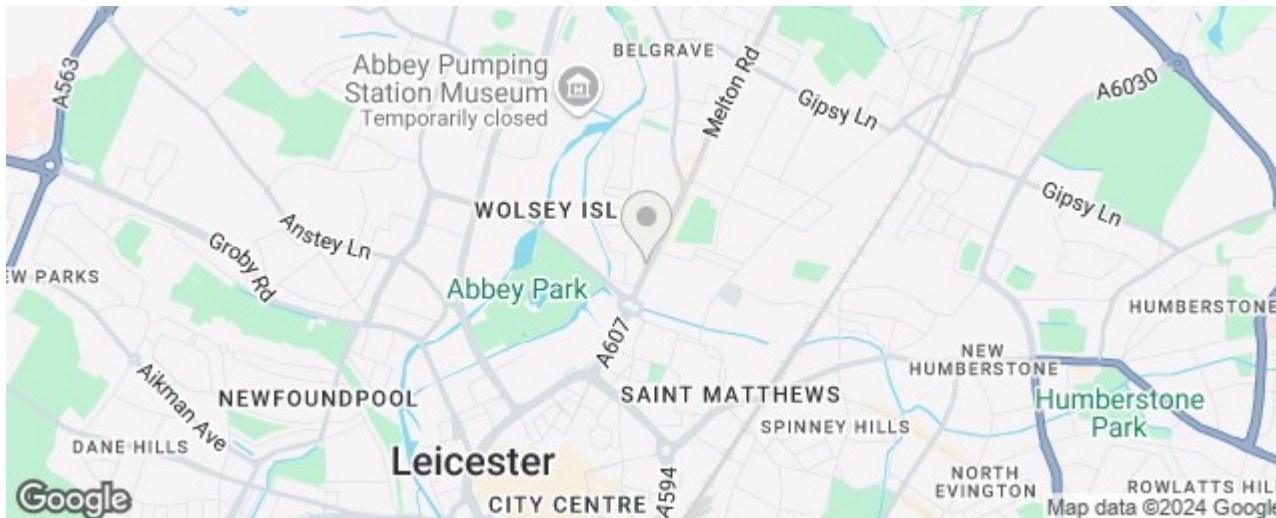 BELGRAVE
Abbey Pumping
Station Museum
Temporarily closed
Melton Rd
Gipsy Ln
A6030
A563
WOLSEY ISL
Anstey Ln
Groby Rd
Gipsy Ln
EW PARKS
Abbey Park
A607
HUMBERSTONE
Aikman Ave
NEWFOUNDPOOL
SAINT MATTHEWS
NEW
HUMBERSTONE
Humberstone
Park
DANE HILLS
SPINNEY HILLS
Leicester
CITY CENTRE
A594
NORTH
EVINGTON
ROWLATTS HILL
Google
Map data ©2024 Google